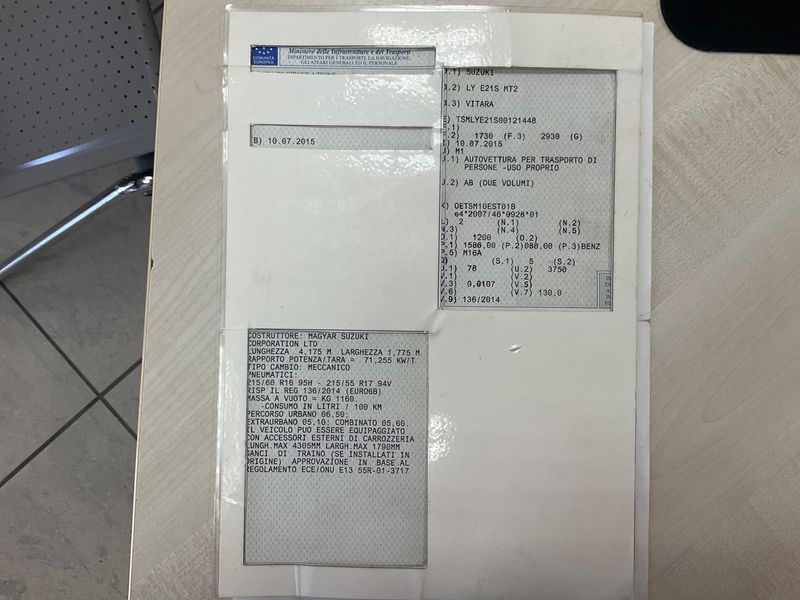 COMUNITÀ
EUROPEA
Ministero delle Infrastrutture e dei Trasporti
DIPARTIMENTO PER I TRASPORTI, LA NAVIGAZIONE,
GLI AFFARI GENERALI ED IL PERSONALE
B) 10.07.2015
.1) SUZUKI
.2) LY E21S MT2
.3) VITARA
E) TSMLYE21S00121448
.1)
.2) 1730 (F.3) 2930 (G)
I) 10.07.2015
J) M1
J.1) AUTOVETTURA PER TRASPORTO DI
PERSONE -USO PROPRIO
J.2) AB (DUE VOLUMI)
K) OETSM10EST01B
e4*2007/46*0928*01
L) 2 (N.1) (N.2)
N.3) (N.4) (N.5)
O.1) 1200 (O.2)
P.1) 1586,00 (P.2)088,00 (P.3)BENZ
P.5) M16A
Q) (S.1) 5 (S.2)
U.1) 78 (U.2) 3750
V.1) (V.2)
V.3) 0,0107 (V.5)
V.6) (V.7) 130,0
V.9) 136/2014
COSTRUTTORE: MAGYAR SUZUKI
CORPORATION LTD
LUNGHEZZA 4,175 M LARGHEZZA 1,775 M
RAPPORTO POTENZA/TARA = 71,255 KW/T
TIPO CAMBIO: MECCANICO
PNEUMATICI:
215/60 R16 95H - 215/55 R17 94V
RISP IL REG 136/2014 (EURO6B)
MASSA A VUOTO = KG 1160.
-CONSUMO IN LITRI / 100 KM
PERCORSO URBANO 06,50;
EXTRAURBANO 05,10; COMBINATO 05,60.
IL VEICOLO PUÒ ESSERE EQUIPAGGIATO
CON ACCESSORI ESTERNI DI CARROZZERIA
LUNGH.MAX 4305MM LARGH.MAX 1790MM
GANCI DI TRAINO (SE INSTALLATI IN
ORIGINE) APPROVAZIONE IN BASE AL
REGOLAMENTO ECE/ONU E13 55R-01-3717